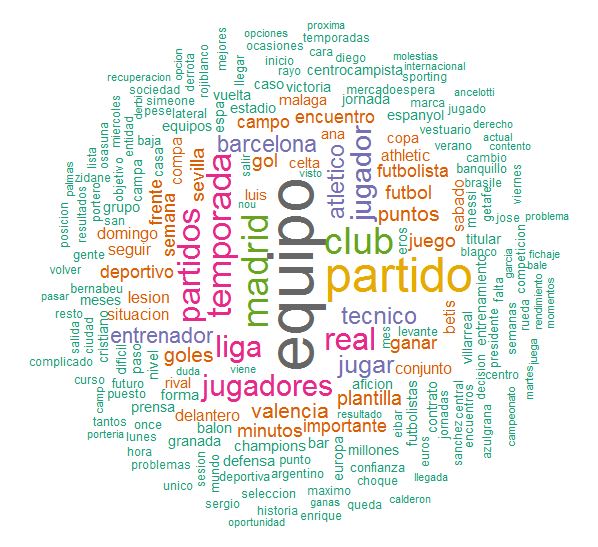 proxima
opciones temporadas
mejores ocasiones cara diego molestias
opcion llegar inicio centrocampista internacional
recuperacion derrota rojiblanco rayo sporting
sociedad caso victoria mercado espera ancelotti
simeone vuelta malaga jornada marca jugado
derbi pese lateral espa estadio encuentro espanyol derecho
miercoles entidad equipos campo ana copa vestuario actual
osasuna baja barcelona jugador athletic verano contento
lista objetivo casa compa gol celta atletico futbolista cambio
zidane campa sevilla salir visto banquillo
palmas portero frente semana luis futbol messi brasile viernes
resultados grupo temporada nou puntos sabado getafe
posicion san domingo partidos madrid equipo club eros juego titular jose problema
gente seguir blanco competicion fichaje
volver deportivo partido garcia bale
bernabeu entrenamiento falta
pasar meses lesion tecnico betis rueda rendimiento
resto situacion mes levante villarreal presidente semanas momentos
salida ciudad cristiano entrenador liga real ganar
complicado dificil paso nivel goles viene jugar conjunto decision centro juega
curso futuro duda aficion martes
camp puesto forma rival jugadores plantilla central campeonato
tantos prensa delantero valencia resultado importante eibar futbolistas contrato jornadas sanchez encuentros azulgrana
porteria once balon minutos
lunes granada champions bar millones euros
hora sesion defensa punto europa confianza
problemas mundo deportiva argentino choque llegada
unico seleccion maximo queda calderon
sergio historia ganas
oportunidad enrique